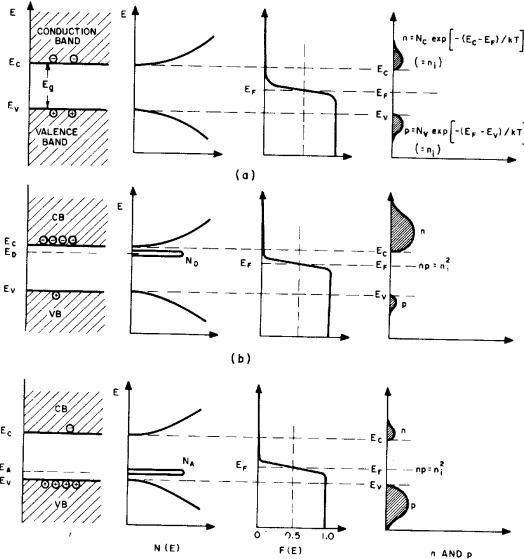 E
CONDUCTION
BAND
E_C
E_g
E_V
VALENCE
BAND
E
E_F
n = N_C exp[-(E_C-E_F)/kT]
(=n_i)
E_C
E_F
E_V
p = N_V exp[-(E_F-E_V)/kT]
(=n_i)
(a)
E
CB
E_C
E_D
E_V
VB
N_D
E_F
n
E_C
E_F
np = n_i^2
E_V
p
(b)
E
CB
E_C
E_A
E_V
VB
N_A
E_F
n
E_C
E_F
np = n_i^2
E_V
p
0 0.5 1.0
N (E)
F (E)
n AND p